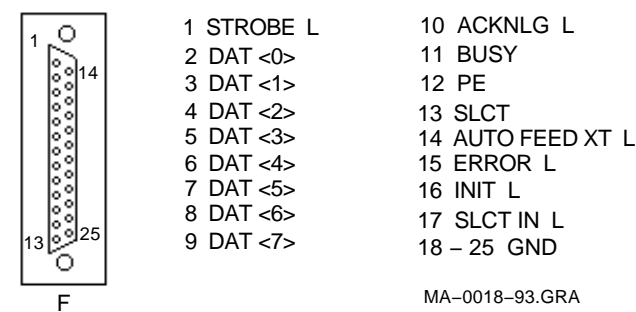 1
14
13
25
F
1 STROBE L
2 DAT <0>
3 DAT <1>
4 DAT <2>
5 DAT <3>
6 DAT <4>
7 DAT <5>
8 DAT <6>
9 DAT <7>
10 ACKNLG L
11 BUSY
12 PE
13 SLCT
14 AUTO FEED XT L
15 ERROR L
16 INIT L
17 SLCT IN L
18 – 25 GND
MA–0018–93.GRA